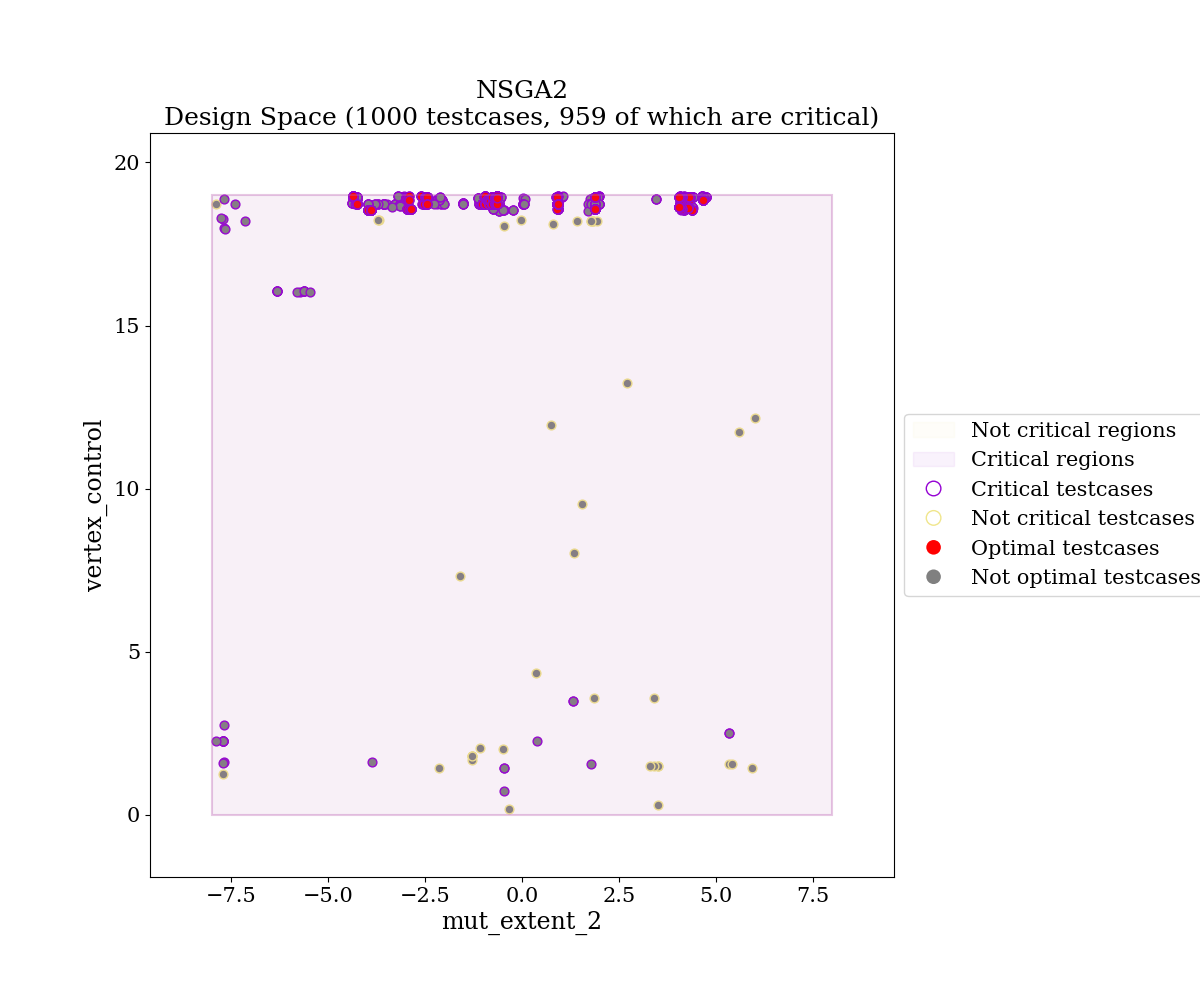 NSGA2
Design Space (1000 testcases, 959 of which are critical)
20
15
10
5
0
vertex_control
−7.5
−5.0
−2.5
0.0
2.5
5.0
7.5
mut_extent_2
Not critical regions
Critical regions
Critical testcases
Not critical testcases
Optimal testcases
Not optimal testcases